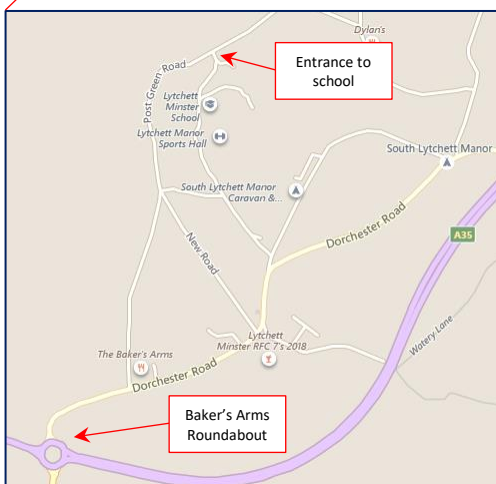 Dylan's
Entrance to
school
Post Green Road
Lytchett
Minster
School
Lytchett Manor
Sports Hall
South Lytchett Manor
South Lytchett Manor
Caravan &...
Dorchester Road
A35
New Road
Lytchett
Minster RFC 7's 2018
Watery Lane
The Baker's Arms
Dorchester Road
Baker's Arms
Roundabout